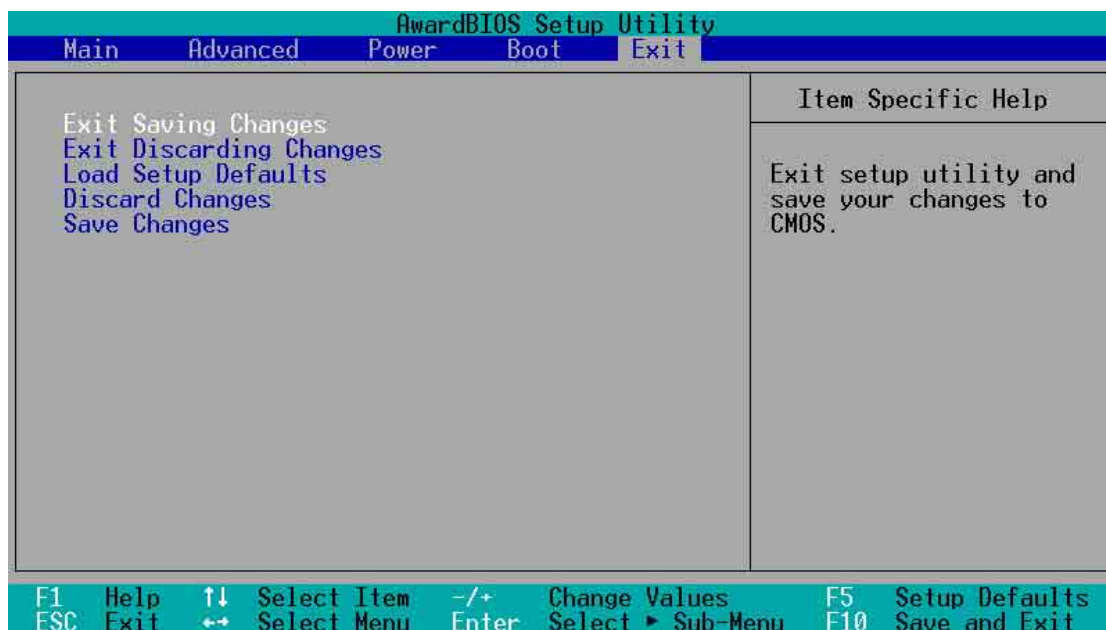 AwardBIOS Setup Utility
Main Advanced Power Boot Exit
Exit Saving Changes
Exit Discarding Changes
Load Setup Defaults
Discard Changes
Save Changes
Item Specific Help
Exit setup utility and
save your changes to
CMOS.
F1 Help ↑↓ Select Item -/+ Change Values F5 Setup Defaults
ESC Exit ←→ Select Menu Enter Select ► Sub-Menu F10 Save and Exit